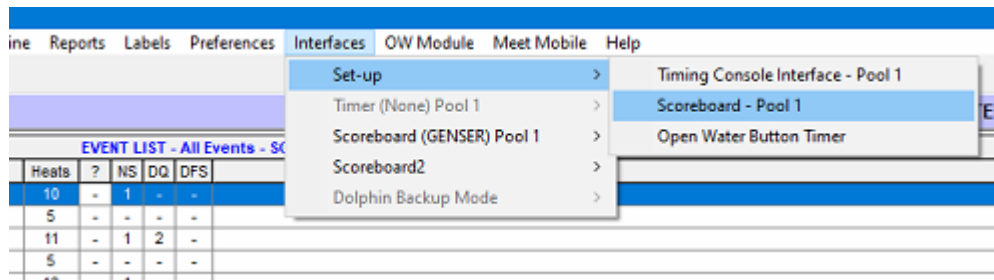 Reports Labels Preferences Interfaces OW Module Meet Mobile Help
Set-up >
Timing Console Interface - Pool 1
Timer (None) Pool 1 >
Scoreboard - Pool 1
Scoreboard (GENSER) Pool 1 >
Open Water Button Timer
Scoreboard2 >
Dolphin Backup Mode >
EVENT LIST - All Events - SC
Heats ? NS DQ DFS
10 - 1 - -
5 - - - -
11 - 1 2 -
5 - - - -